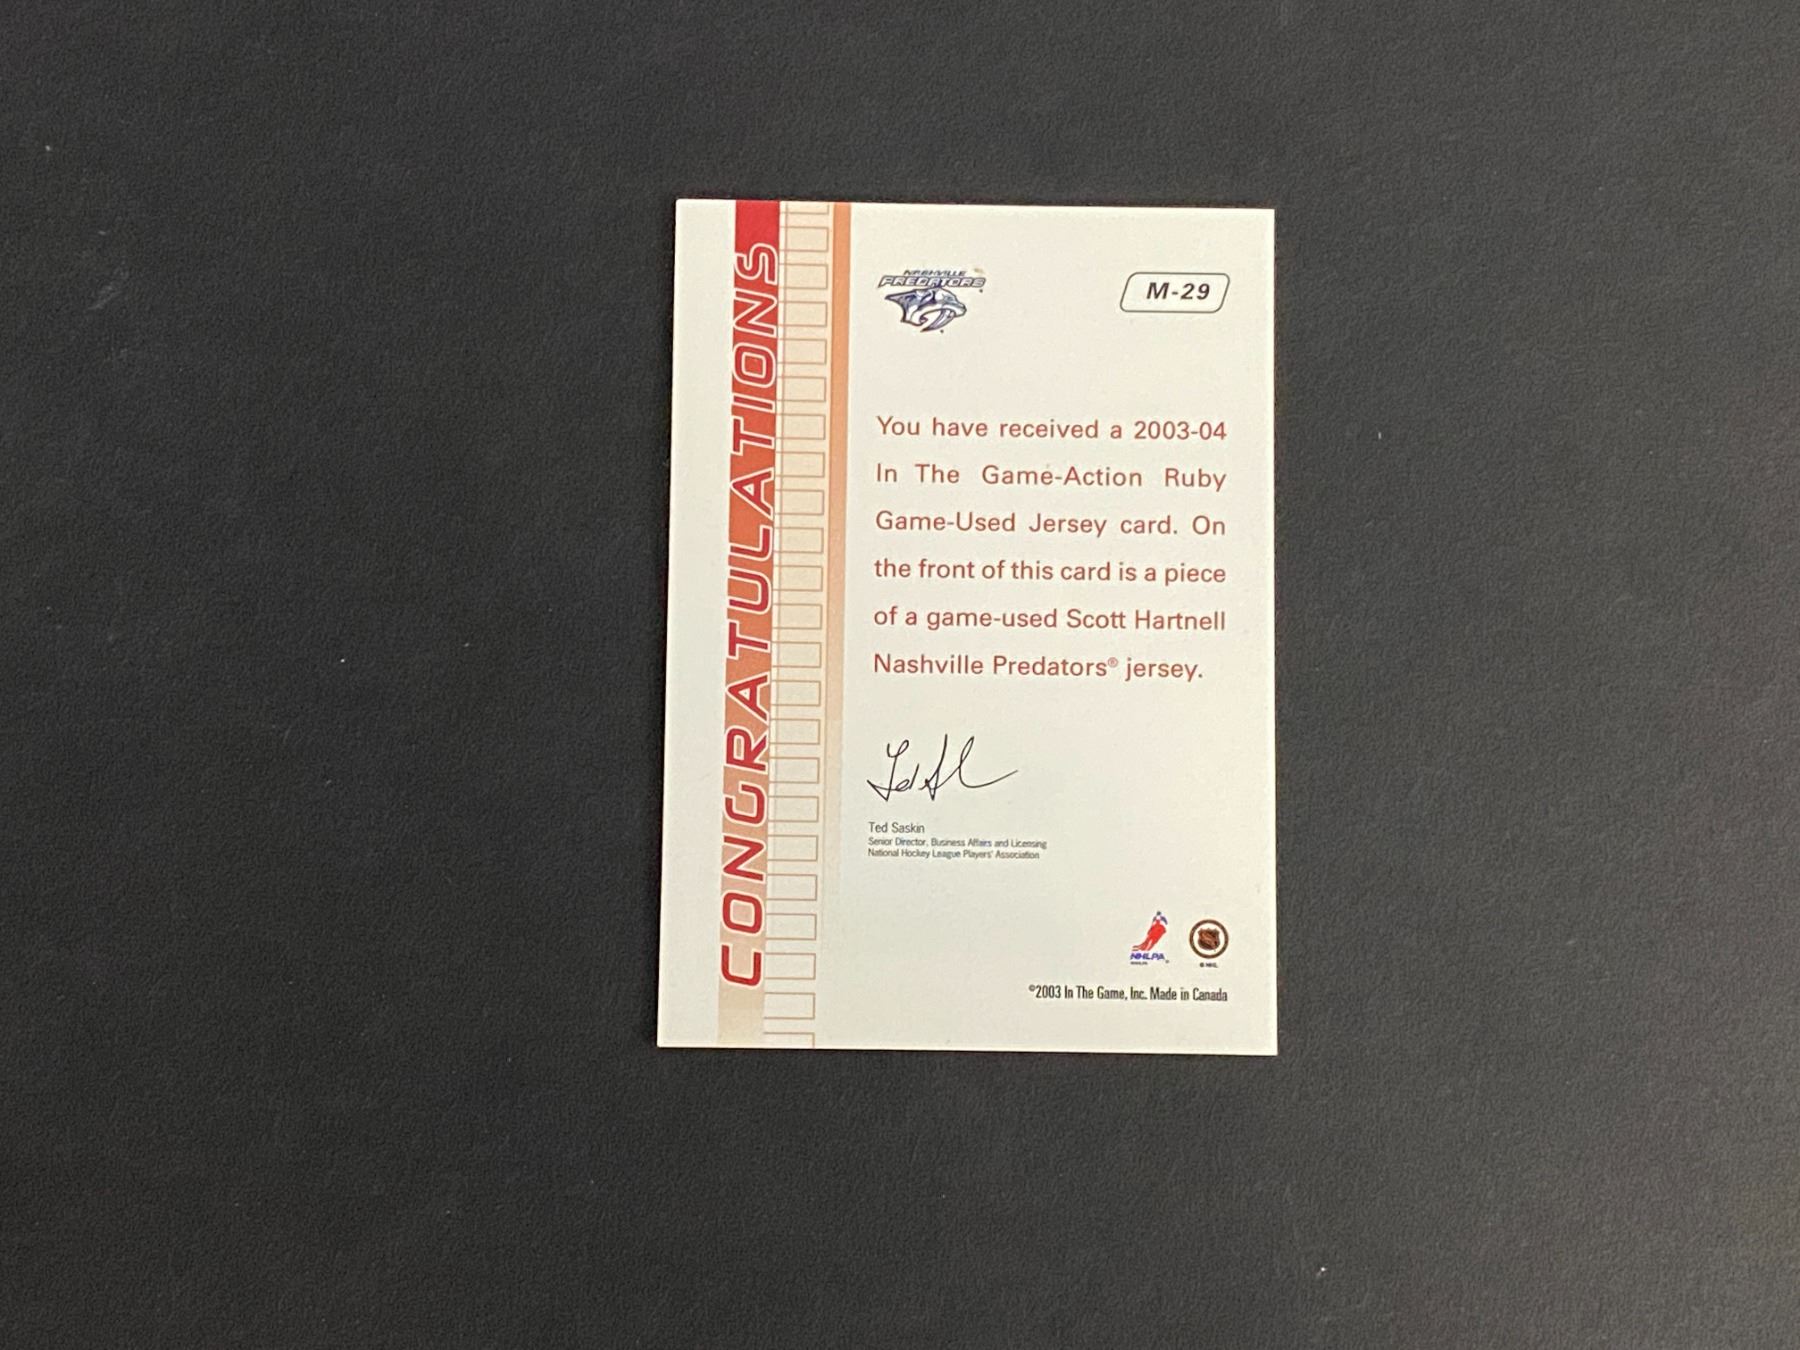 CONGRATULATIONS
NASHVILLE
PREDATORS
M-29
You have received a 2003-04
In The Game-Action Ruby
Game-Used Jersey card. On
the front of this card is a piece
of a game-used Scott Hartnell
Nashville Predators® jersey.
Ted Saskin
Senior Director, Business Affairs and Licensing
National Hockey League Players' Association
NHLPA
© NHL
©2003 In The Game, Inc. Made in Canada